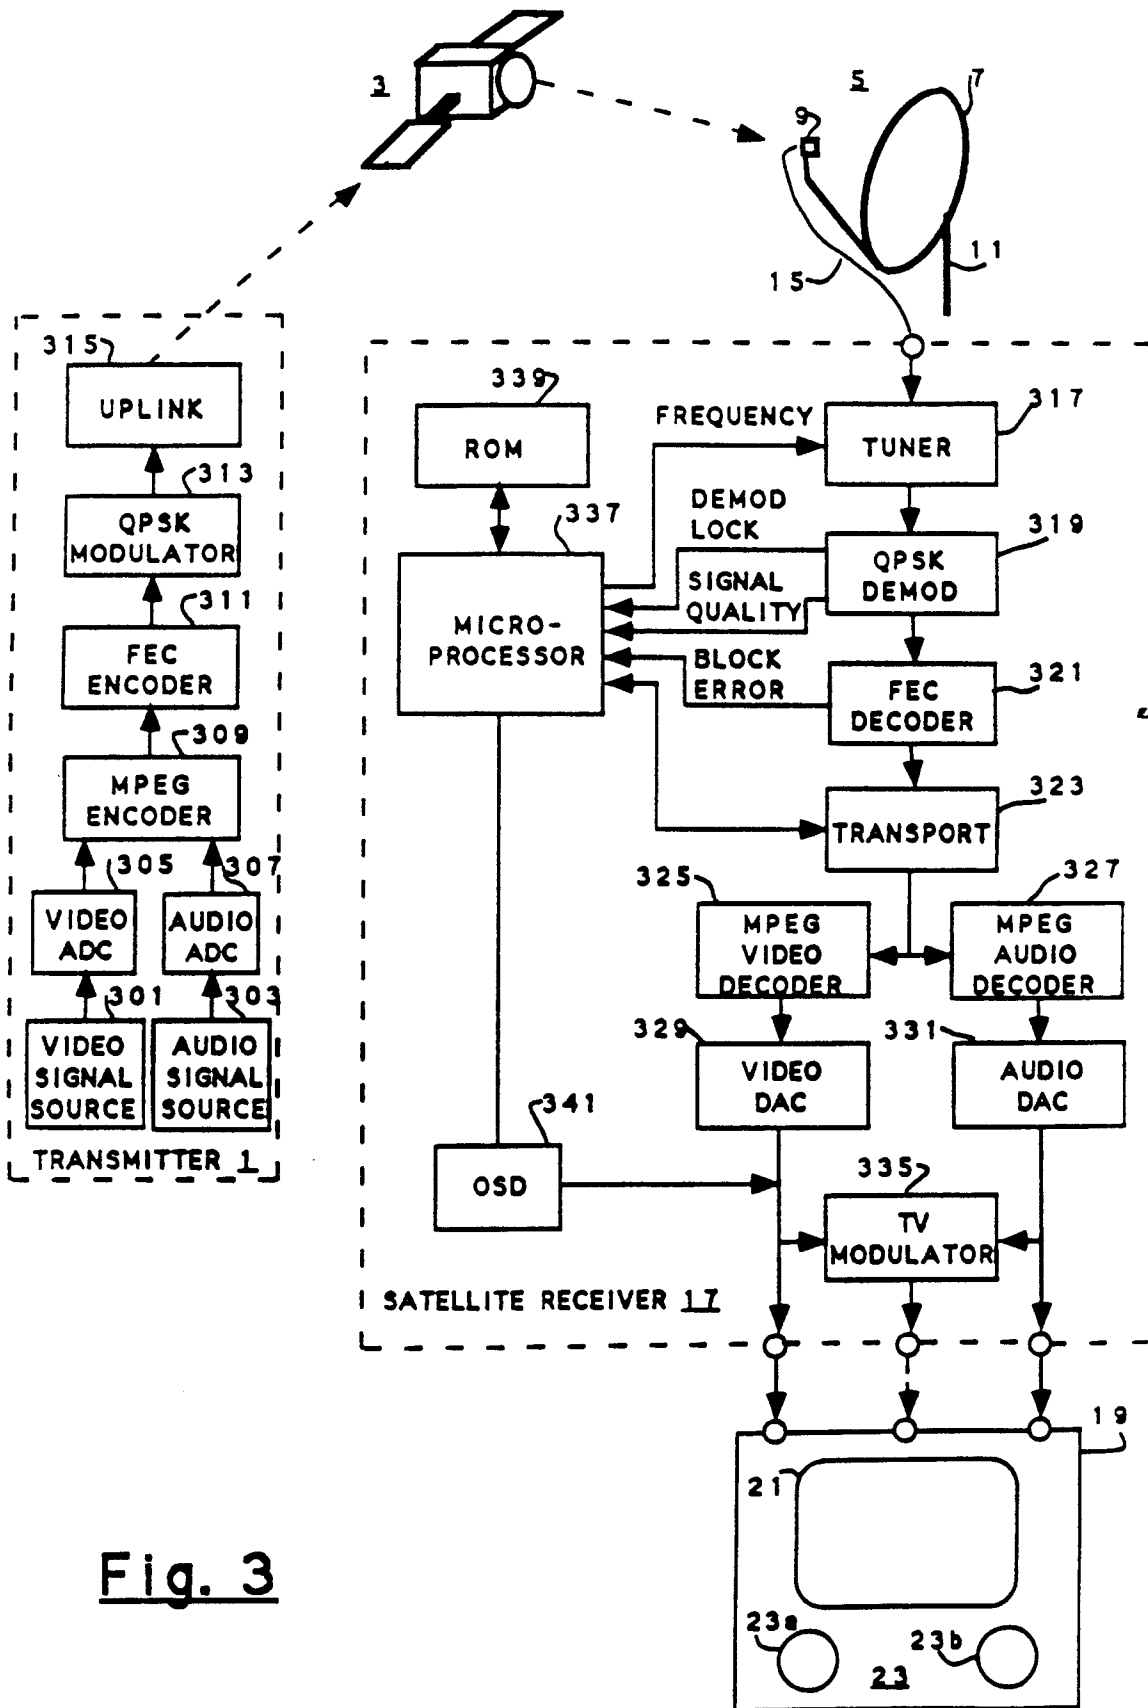 3
5
7
9
11
15
315
UPLINK
313
QPSK
MODULATOR
311
FEC
ENCODER
309
MPEG
ENCODER
305
307
VIDEO
ADC
AUDIO
ADC
301
303
VIDEO
SIGNAL
SOURCE
AUDIO
SIGNAL
SOURCE
TRANSMITTER 1
339
ROM
FREQUENCY
317
TUNER
337
DEMOD
LOCK
319
QPSK
DEMOD
MICRO-
PROCESSOR
SIGNAL
QUALITY
BLOCK
ERROR
321
FEC
DECODER
323
TRANSPORT
325
MPEG
VIDEO
DECODER
327
MPEG
AUDIO
DECODER
329
VIDEO
DAC
331
AUDIO
DAC
341
OSD
335
TV
MODULATOR
SATELLITE RECEIVER 17
19
21
23a
23b
23
Fig. 3